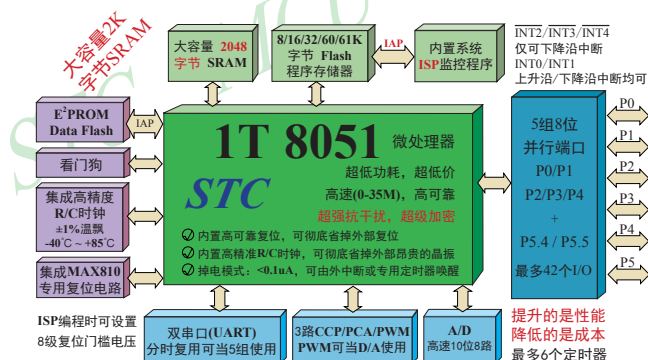 大容量2K
字节SRAM
大容量 2048
字节 SRAM
8/16/32/60/61K
字节 Flash
程序存储器
IAP
内置系统
ISP监控程序
INT2/INT3/INT4
仅可下降沿中断
INT0/INT1
上升沿/下降沿中断均可
E²PROM
Data Flash
IAP
看门狗
集成高精度
R/C时钟
±1%温飘
-40℃ ~ +85℃
集成MAX810
专用复位电路
ISP编程时可设置
8级复位门槛电压
1T 8051 微处理器
STC
超低功耗，超低价
高速(0-35M)，高可靠
超强抗干扰，超级加密
内置高可靠复位，可彻底省掉外部复位
内置高精准R/C时钟，可彻底省掉外部昂贵的晶振
掉电模式：<0.1uA，可由外中断或专用定时器唤醒
5组8位
并行端口
P0/P1
P2/P3/P4
+
P5.4 / P5.5
最多42个I/O
P0
P1
P2
P3
P4
P5
双串口(UART)
分时复用可当5组使用
3路CCP/PCA/PWM
PWM可当D/A使用
A/D
高速10位8路
提升的是性能
降低的是成本
最多6个定时器